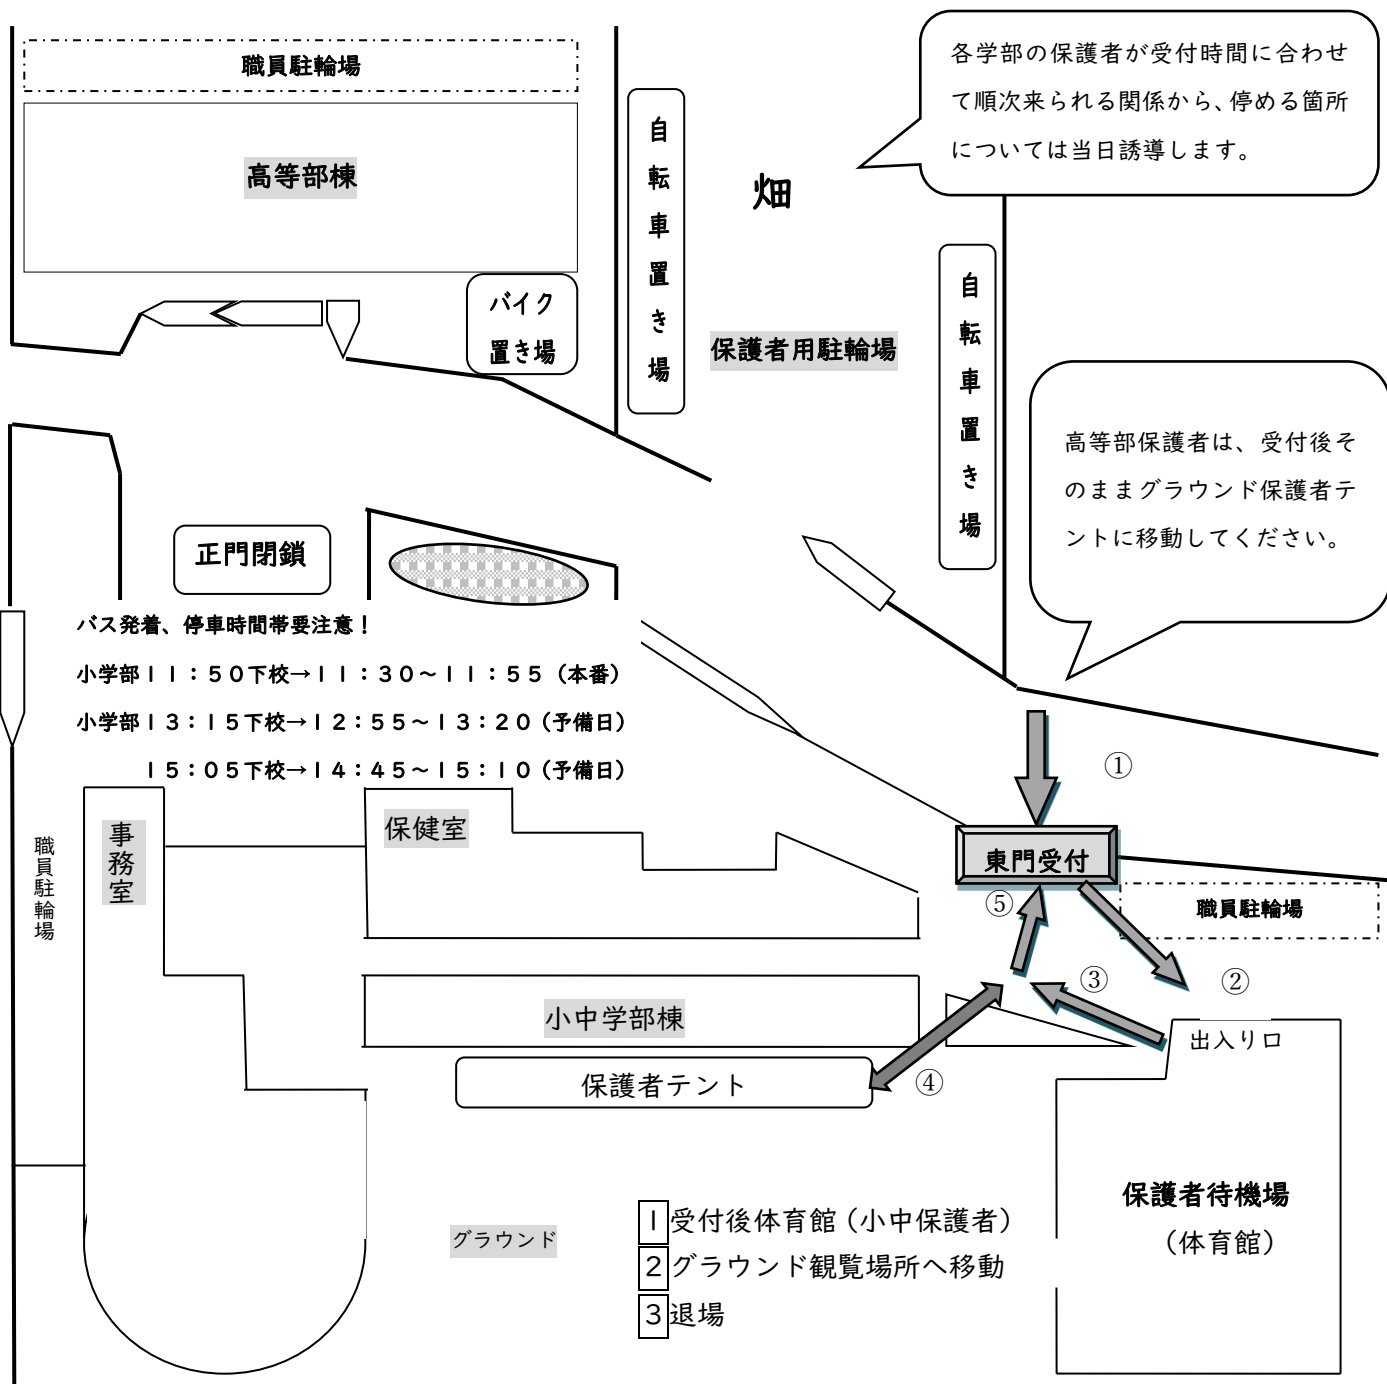 職員駐輪場
高等部棟
バイク
置き場
自転車置き場
畑
保護者用駐輪場
自転車置き場
各学部の保護者が受付時間に合わせ
て順次来られる関係から、停める箇所
については当日誘導します。
高等部保護者は、受付後そ
のままグラウンド保護者テ
ントに移動してください。
正門閉鎖
バス発着、停車時間帯要注意！
小学部１１：５０下校→１１：３０～１１：５５（本番）
小学部１３：１５下校→１２：５５～１３：２０（予備日）
１５：０５下校→１４：４５～１５：１０（予備日）
職員駐輪場
事務室
保健室
①
東門受付
⑤
職員駐輪場
②
③
小中学部棟
出入り口
保護者テント
④
保護者待機場
（体育館）
グラウンド
１受付後体育館（小中保護者）
２グラウンド観覧場所へ移動
３退場